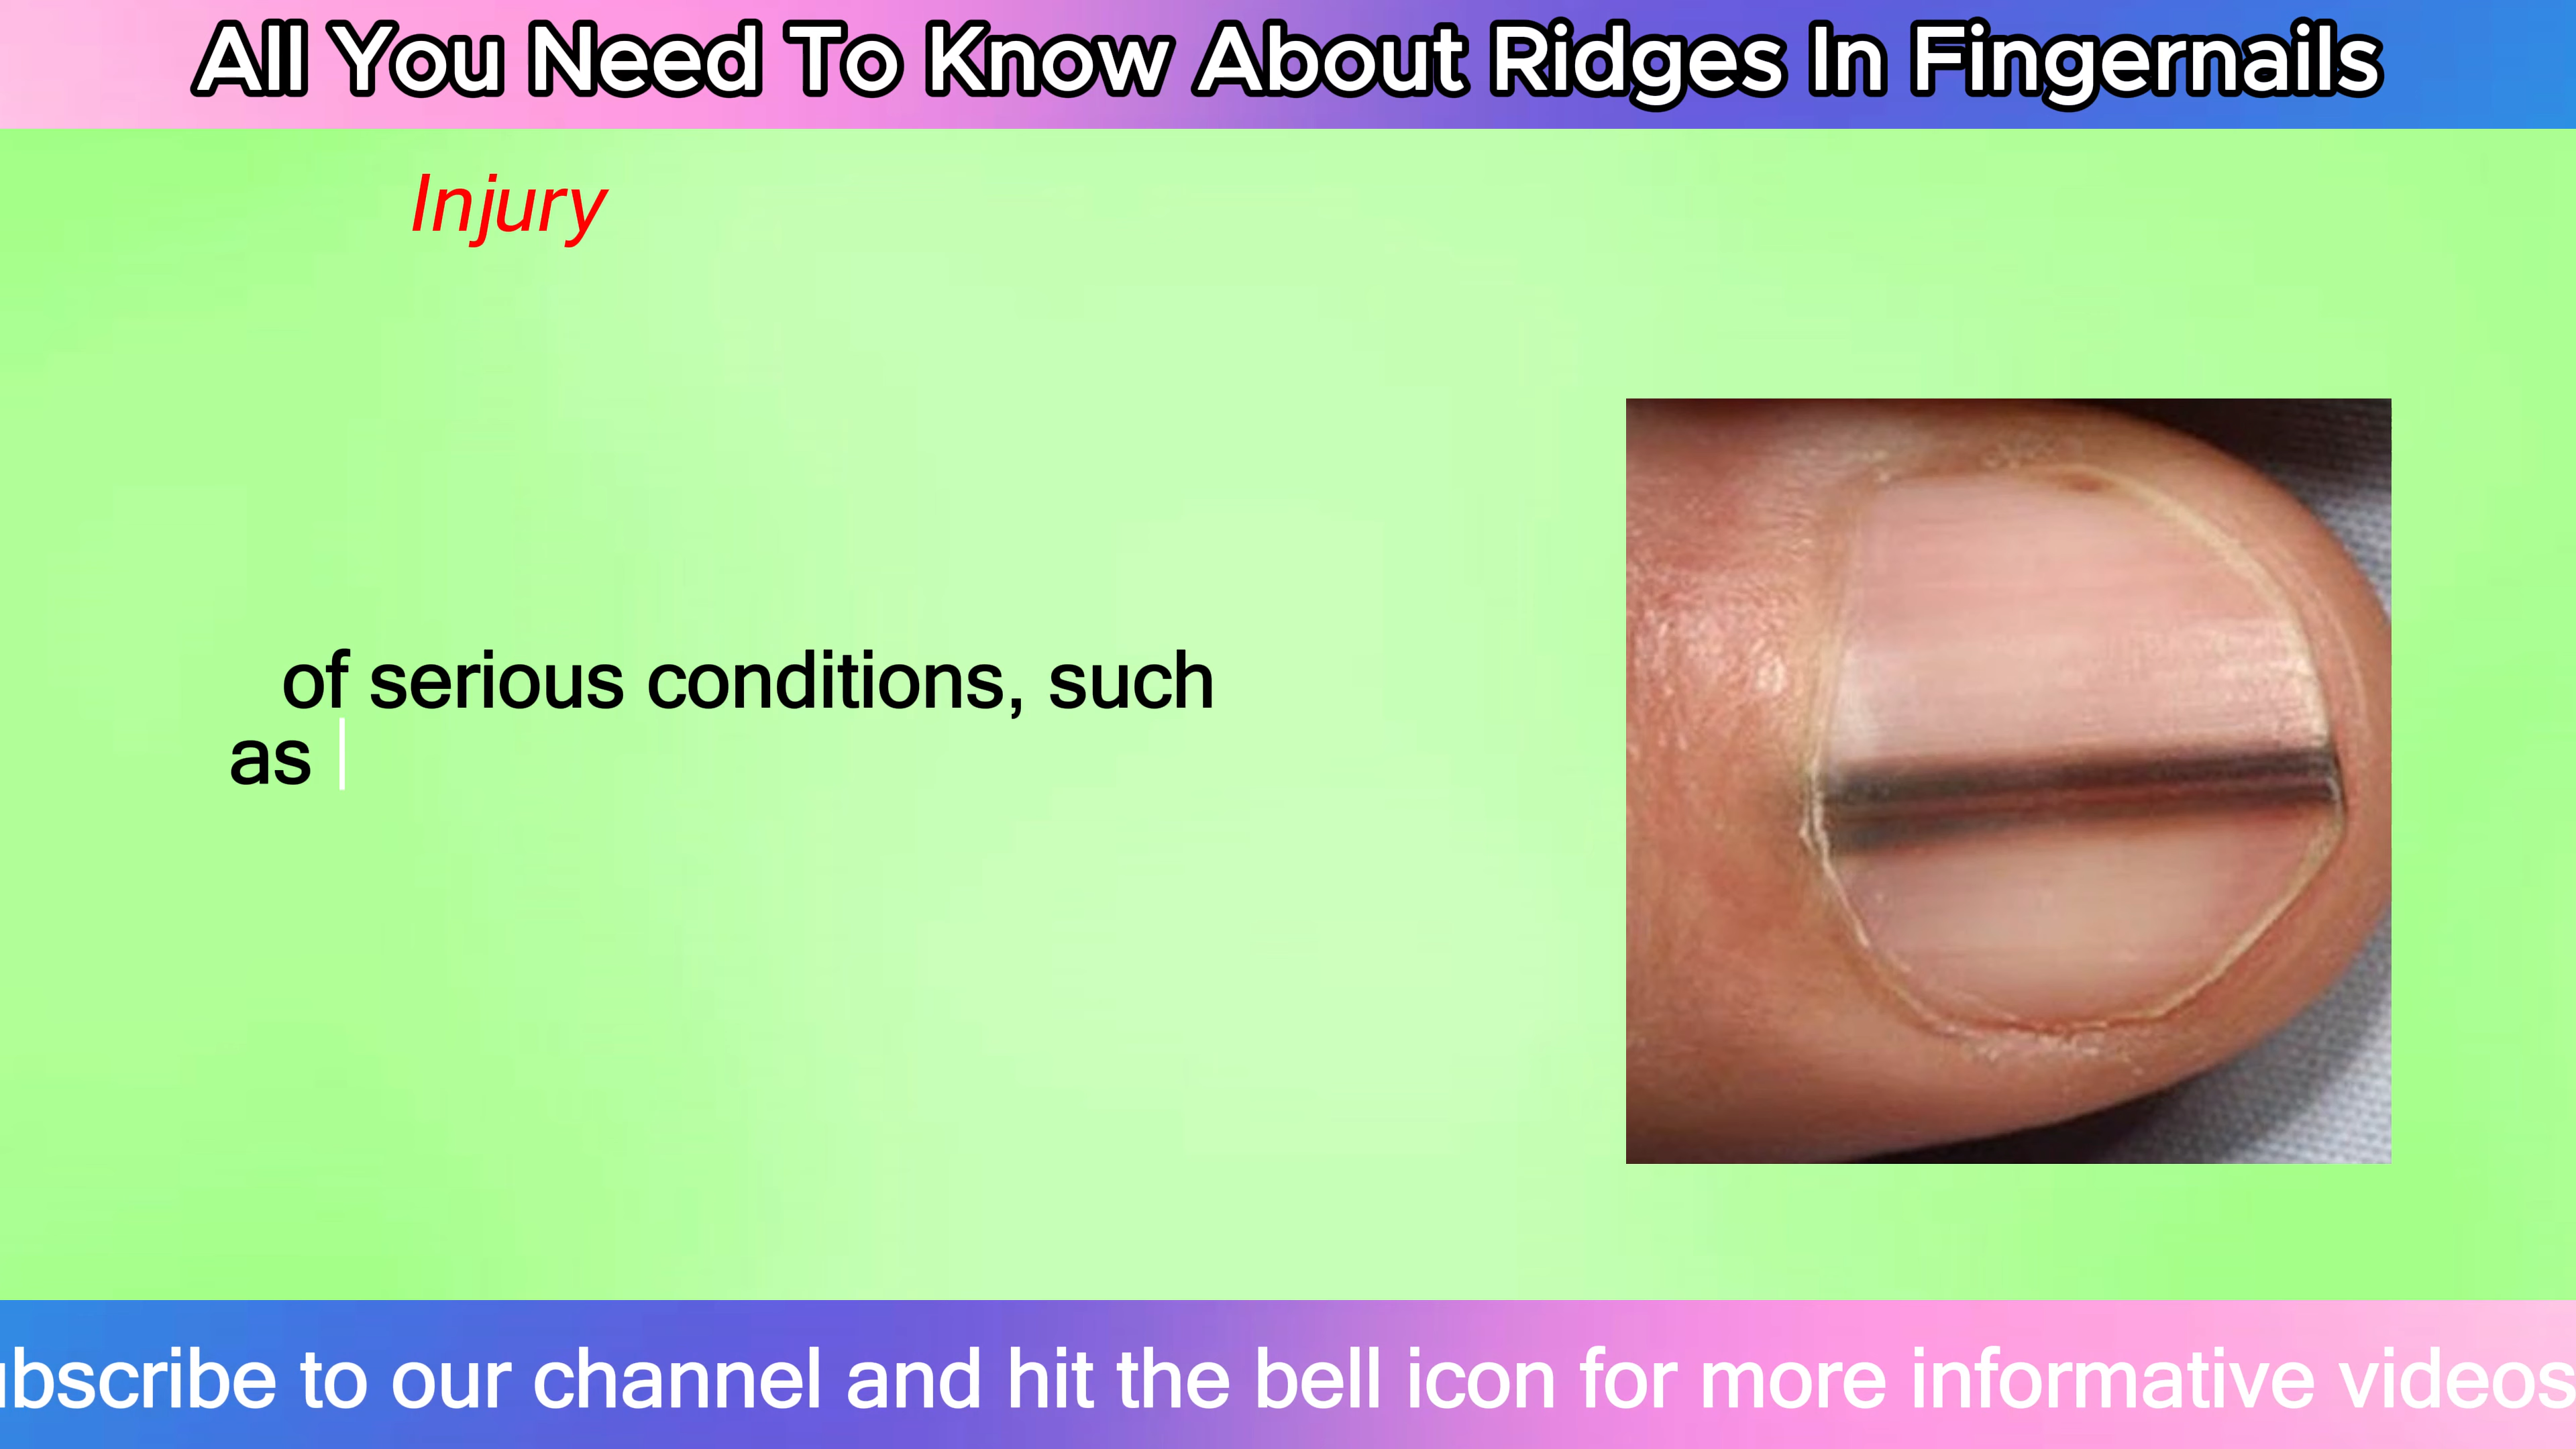 All You Need To Know About Ridges In Fingernails
Injury
of serious conditions, such
as
ubscribe to our channel and hit the bell icon for more informative videos